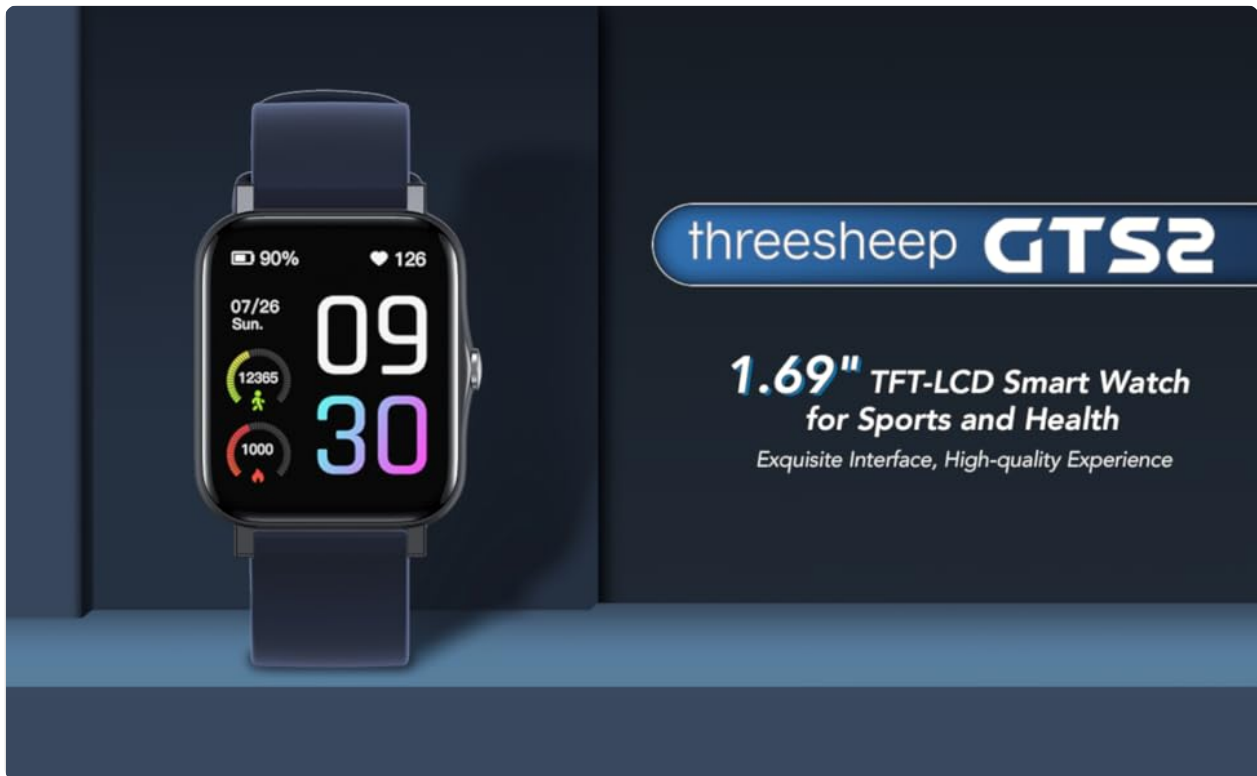 90%
126
07/26
Sun.
09
12365
30
1000
threesheep GTS2
1.69" TFT-LCD Smart Watch
for Sports and Health
Exquisite Interface, High-quality Experience